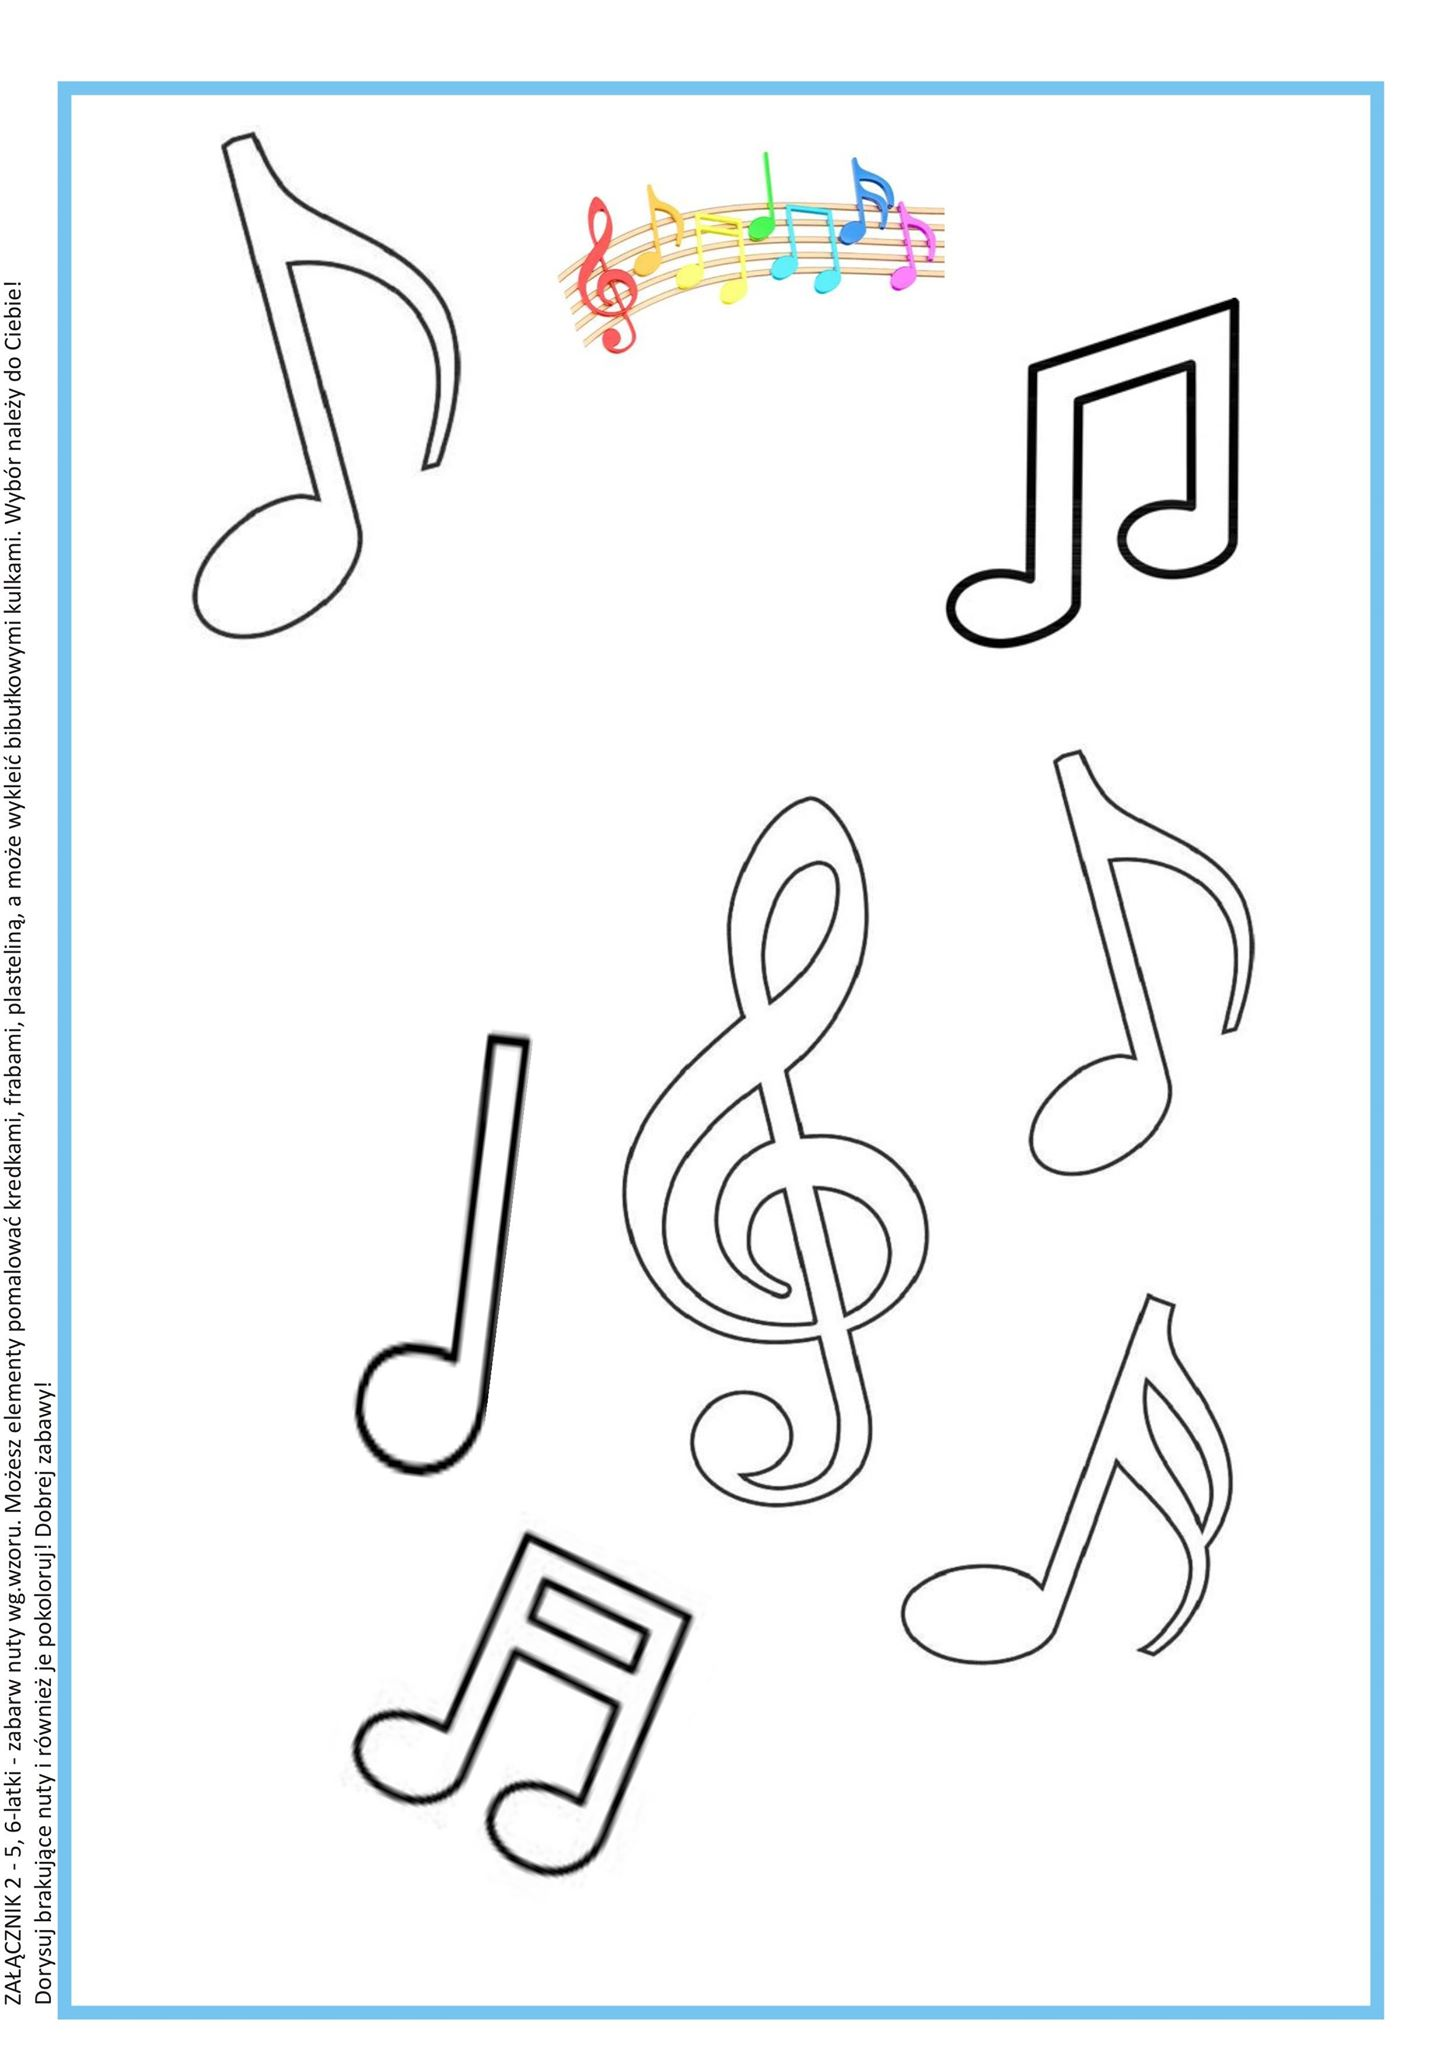 ZAŁĄCZNIK 2 - 5, 6-latki - zabarw nuty wg.wzoru. Możesz elementy pomalować kredkami, frabami, plasteliną, a może wykleić bibułkowymi kulkami. Wybór należy do Ciebie!
Dorysuj brakujące nuty i również je pokoloruj! Dobrej zabawy!